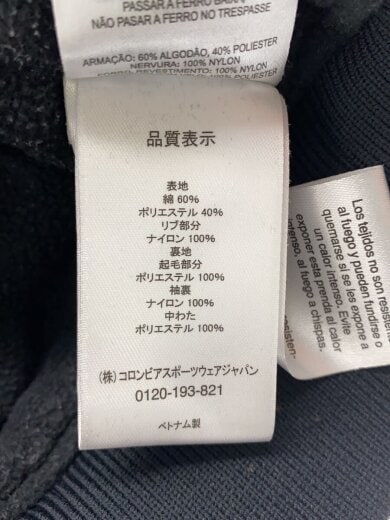 PASSAR A FERRO BAIXA
NÃO PASSAR A FERRO NO TRESPASSE
ARMAÇÃO: 60% ALGODÃO, 40% POLIESTER
NERVURA: 100% NYLON
FORRO, REVESTIMENTO: 100% NYLON
品質表示
表地
綿 60%
ポリエステル 40%
リブ部分
ナイロン 100%
裏地
起毛部分
ポリエステル 100%
袖裏
ナイロン 100%
中わた
ポリエステル 100%
(株) コロンビアスポーツウェアジャパン
0120-193-821
ベトナム製
Los tejidos no son resisten
al fuego y pueden fundirse o
quemarse si se les expone a
un calor intenso. Evite
exponer esta prenda al calor
intenso, al fuego a chispas.